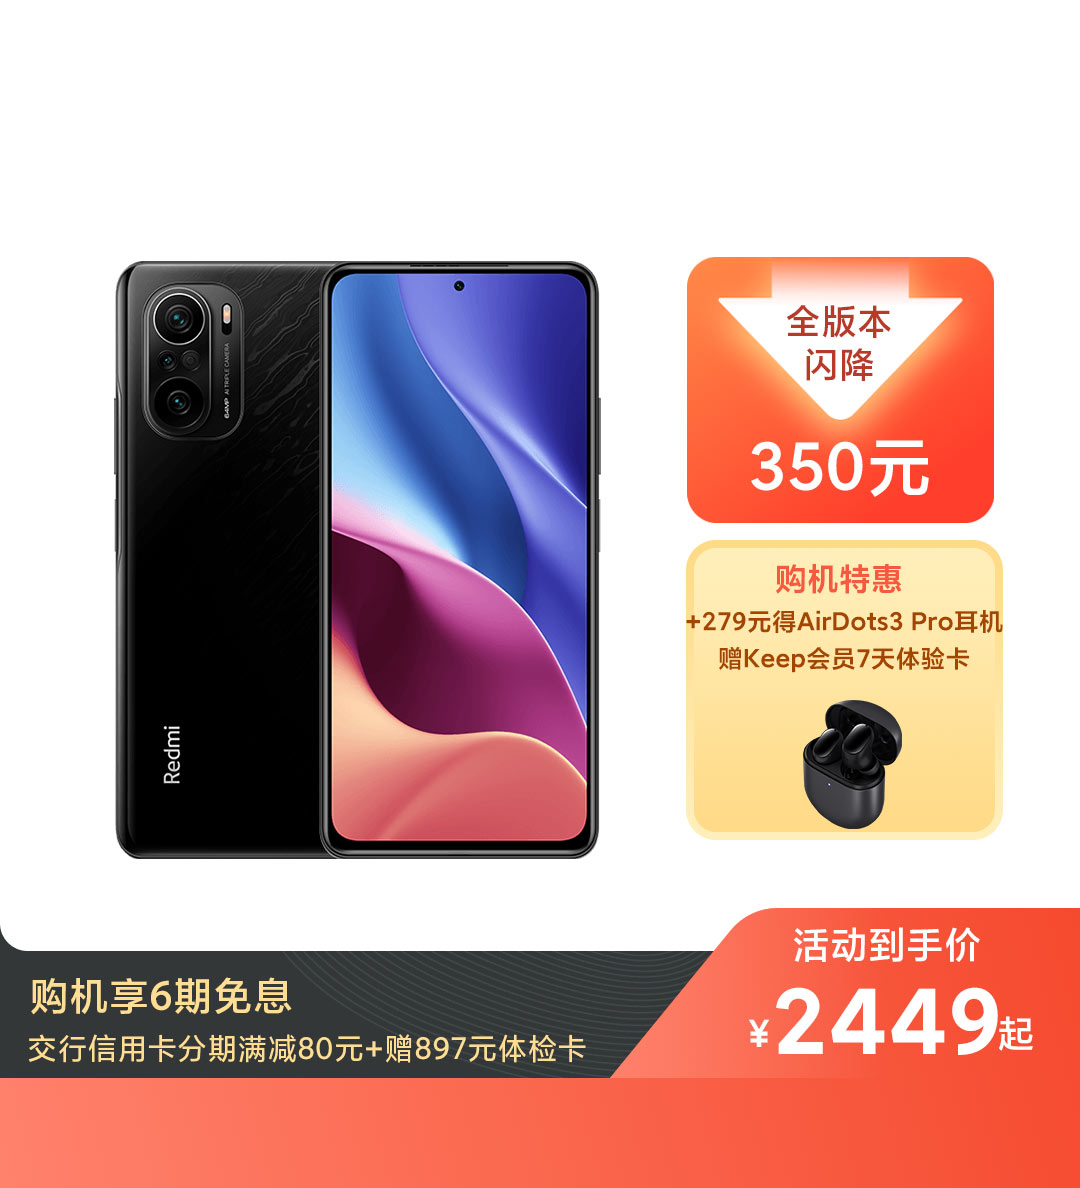 64MP AI TRIPLE CAMERA
Redmi
全版本
闪降
350元
购机特惠
+279元得AirDots3 Pro耳机
赠Keep会员7天体验卡
购机享6期免息
交行信用卡分期满减80元+赠897元体检卡
活动到手价
¥2449起